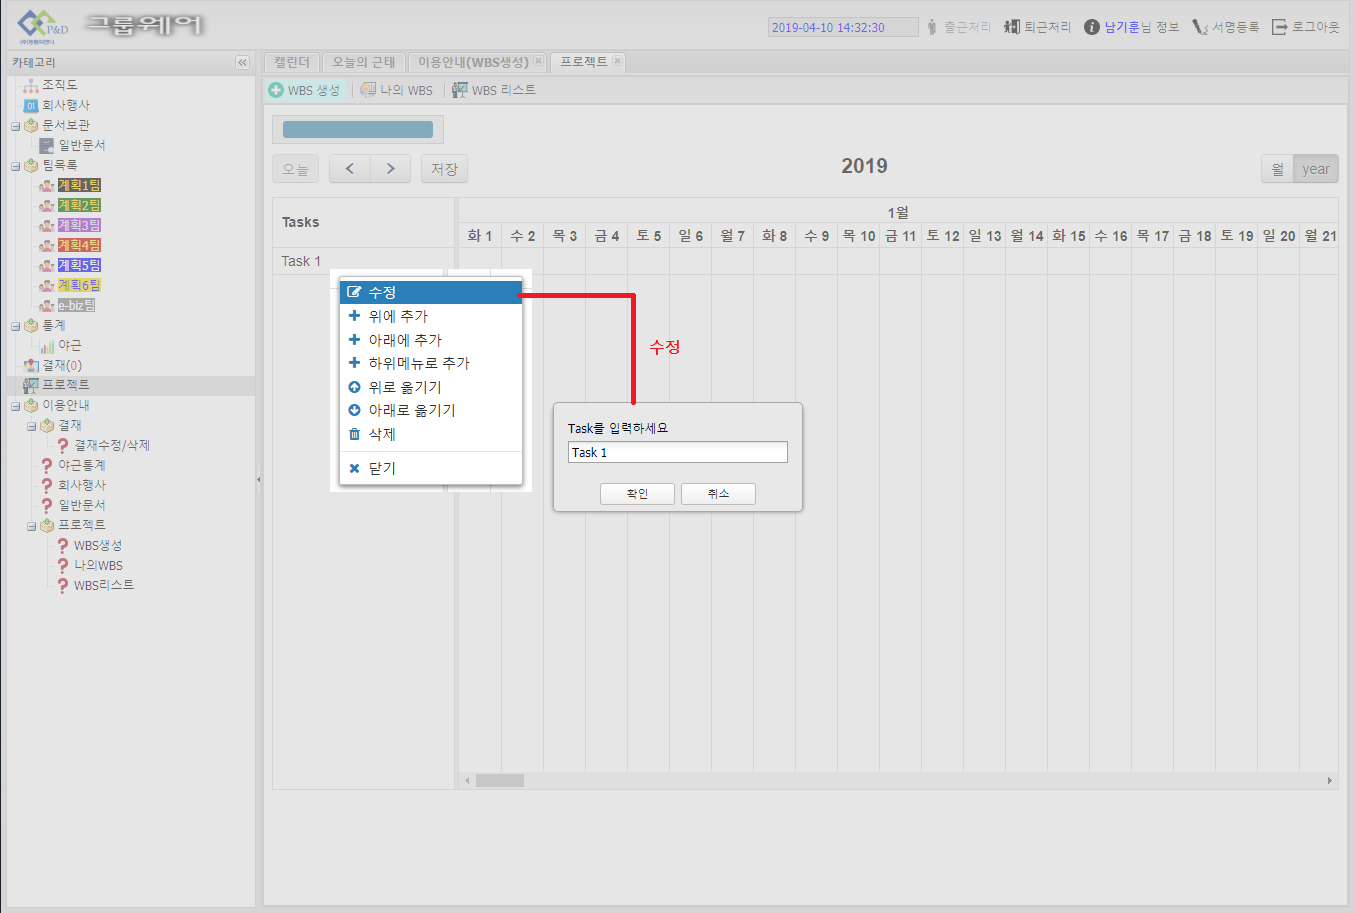 P&D
그룹웨어
2019-04-10 14:32:30
출근처리
퇴근처리
남기훈님 정보
서명등록
로그아웃
카테고리
조직도
회사행사
문서보관
일반문서
팀목록
계획1팀
계획2팀
계획3팀
계획4팀
계획5팀
계획6팀
e-biz팀
통계
야근
결재(0)
프로젝트
이용안내
결재
결재수정/삭제
야근통계
회사행사
일반문서
프로젝트
WBS생성
나의WBS
WBS리스트
캘린더
오늘의 근태
이용안내(WBS생성)
프로젝트
WBS 생성
나의 WBS
WBS 리스트
오늘
저장
2019
월
year
Tasks
1월
화 1 수 2 목 3 금 4 토 5 일 6 월 7 화 8 수 9 목 10 금 11 토 12 일 13 월 14 화 15 수 16 목 17 금 18 토 19 일 20 월 21
Task 1
수정
위에 추가
아래에 추가
하위메뉴로 추가
위로 옮기기
아래로 옮기기
삭제
닫기
수정
Task를 입력하세요
Task 1
확인
취소